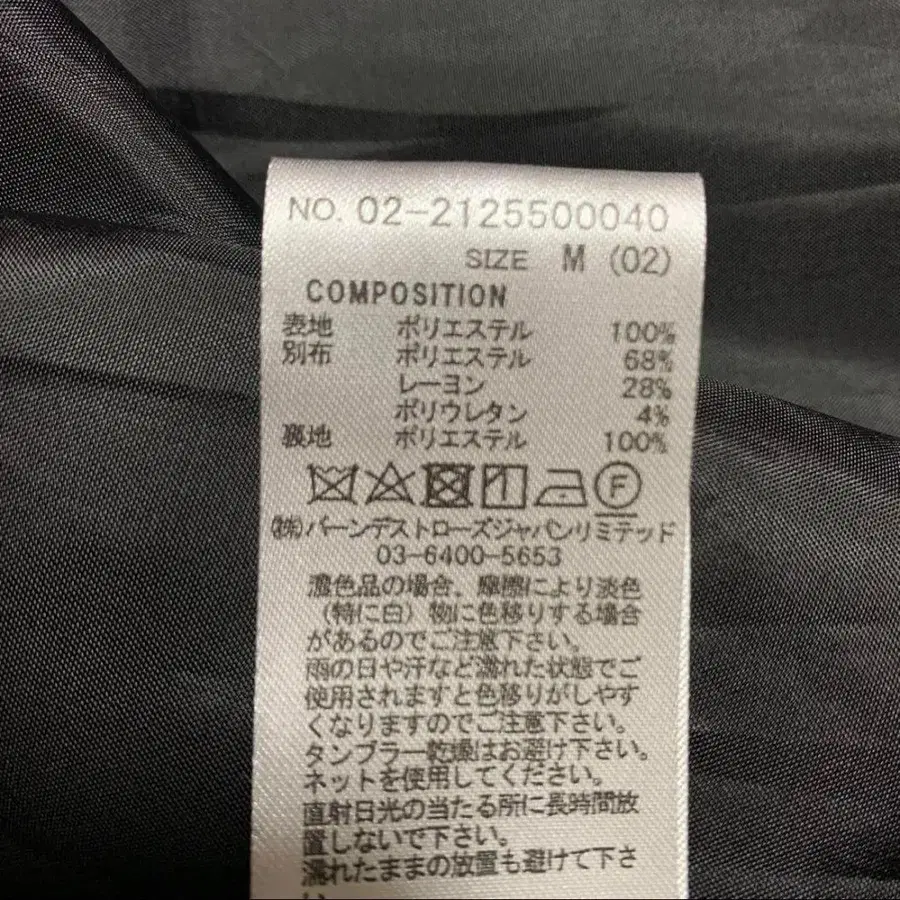 NO. 02-2125500040
SIZE M (02)
COMPOSITION
表地 ポリエステル 100%
別布 ポリエステル 68%
レーヨン 28%
ポリウレタン 4%
裏地 ポリエステル 100%
F
㈱バーンデストローズジャパンリミテッド
03-6400-5653
濃色品の場合、摩擦により淡色
(特に白)物に色移りする場合
があるのでご注意下さい。
雨の日や汗など濡れた状態でご
使用されますと色移りがしやす
くなりますのでご注意下さい。
タンブラー乾燥はお避け下さい。
ネットを使用してください。
直射日光の当たる所に長時間放
置しないで下さい。
濡れたままの放置も避けて下さ